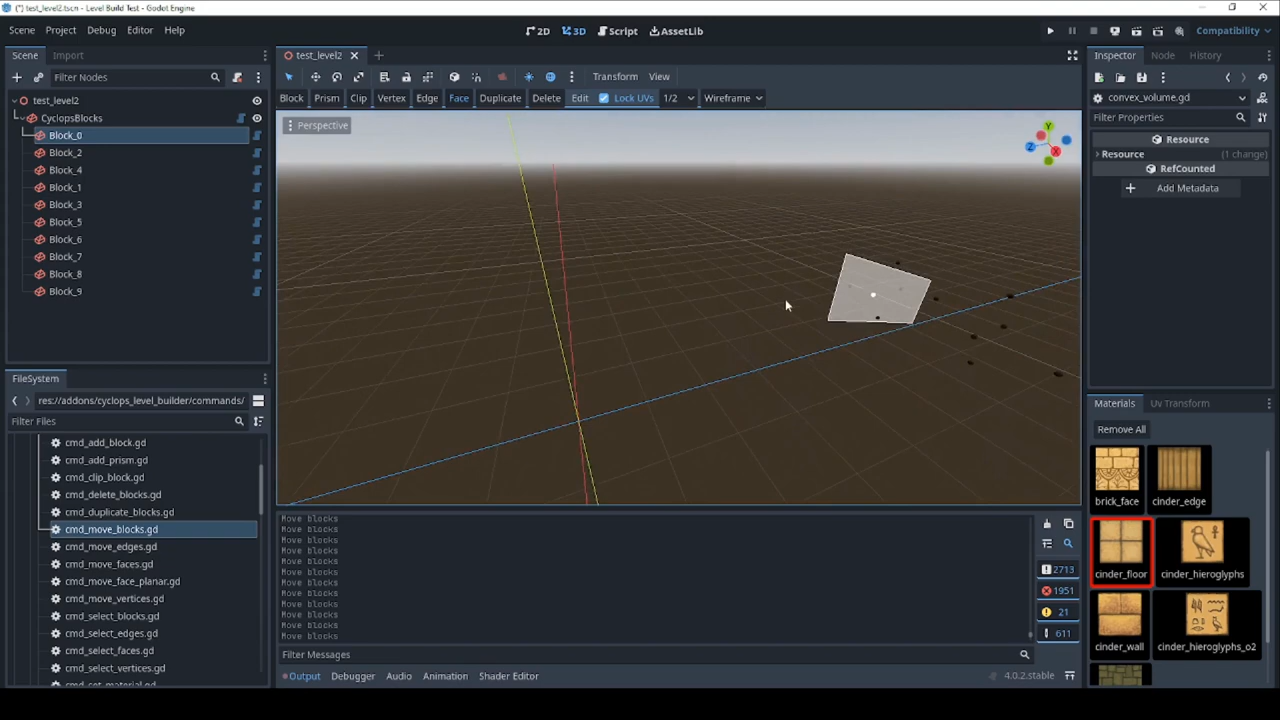 (*) test_level2.tscn - Level Build Test - Godot Engine
Scene Project Debug Editor Help
2D 3D Script AssetLib
Compatibility
Scene Import
Filter Nodes
test_level2
CyclopsBlocks
Block_0
Block_2
Block_4
Block_1
Block_3
Block_5
Block_6
Block_7
Block_8
Block_9
FileSystem
res://addons/cyclops_level_builder/commands/
Filter Files
cmd_add_block.gd
cmd_add_prism.gd
cmd_clip_block.gd
cmd_delete_blocks.gd
cmd_duplicate_blocks.gd
cmd_move_blocks.gd
cmd_move_edges.gd
cmd_move_faces.gd
cmd_move_face_planar.gd
cmd_move_vertices.gd
cmd_select_blocks.gd
cmd_select_edges.gd
cmd_select_faces.gd
cmd_select_vertices.gd
cmd_set_material.gd
test_level2
Transform View
Block Prism Clip Vertex Edge Face Duplicate Delete Edit Lock UVs 1/2 Wireframe
Perspective
Y
Z
X
Move blocks
Move blocks
Move blocks
Move blocks
Move blocks
Move blocks
Move blocks
Move blocks
Move blocks
Move blocks
Move blocks
Move blocks
2713
1951
21
611
Filter Messages
Output Debugger Audio Animation Shader Editor
4.0.2.stable
Inspector Node History
convex_volume.gd
Filter Properties
Resource
Resource (1 change)
RefCounted
Add Metadata
Materials Uv Transform
Remove All
brick_face cinder_edge
cinder_floor cinder_hieroglyphs
cinder_wall cinder_hieroglyphs_o2